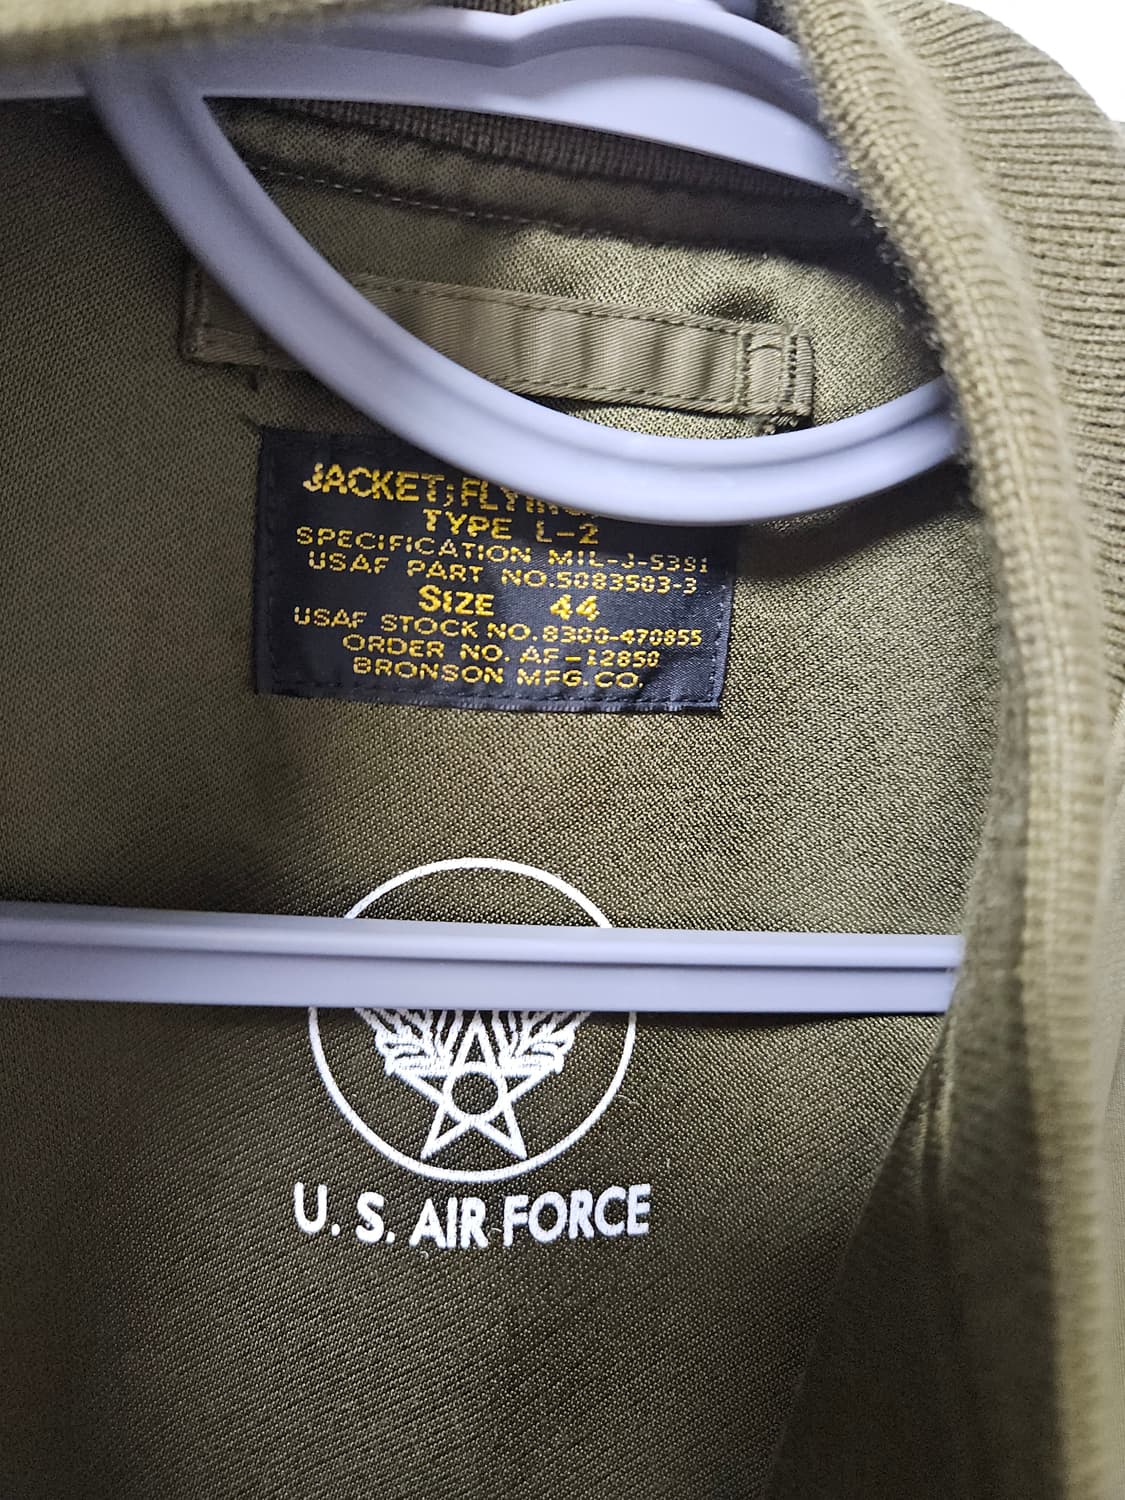 JACKET; FLYING
TYPE L-2
SPECIFICATION MIL-J-5391
USAF PART NO.5083503-3
SIZE 44
USAF STOCK NO.8300-470855
ORDER NO. AF-12850
BRONSON MFG.CO.
U. S. AIR FORCE